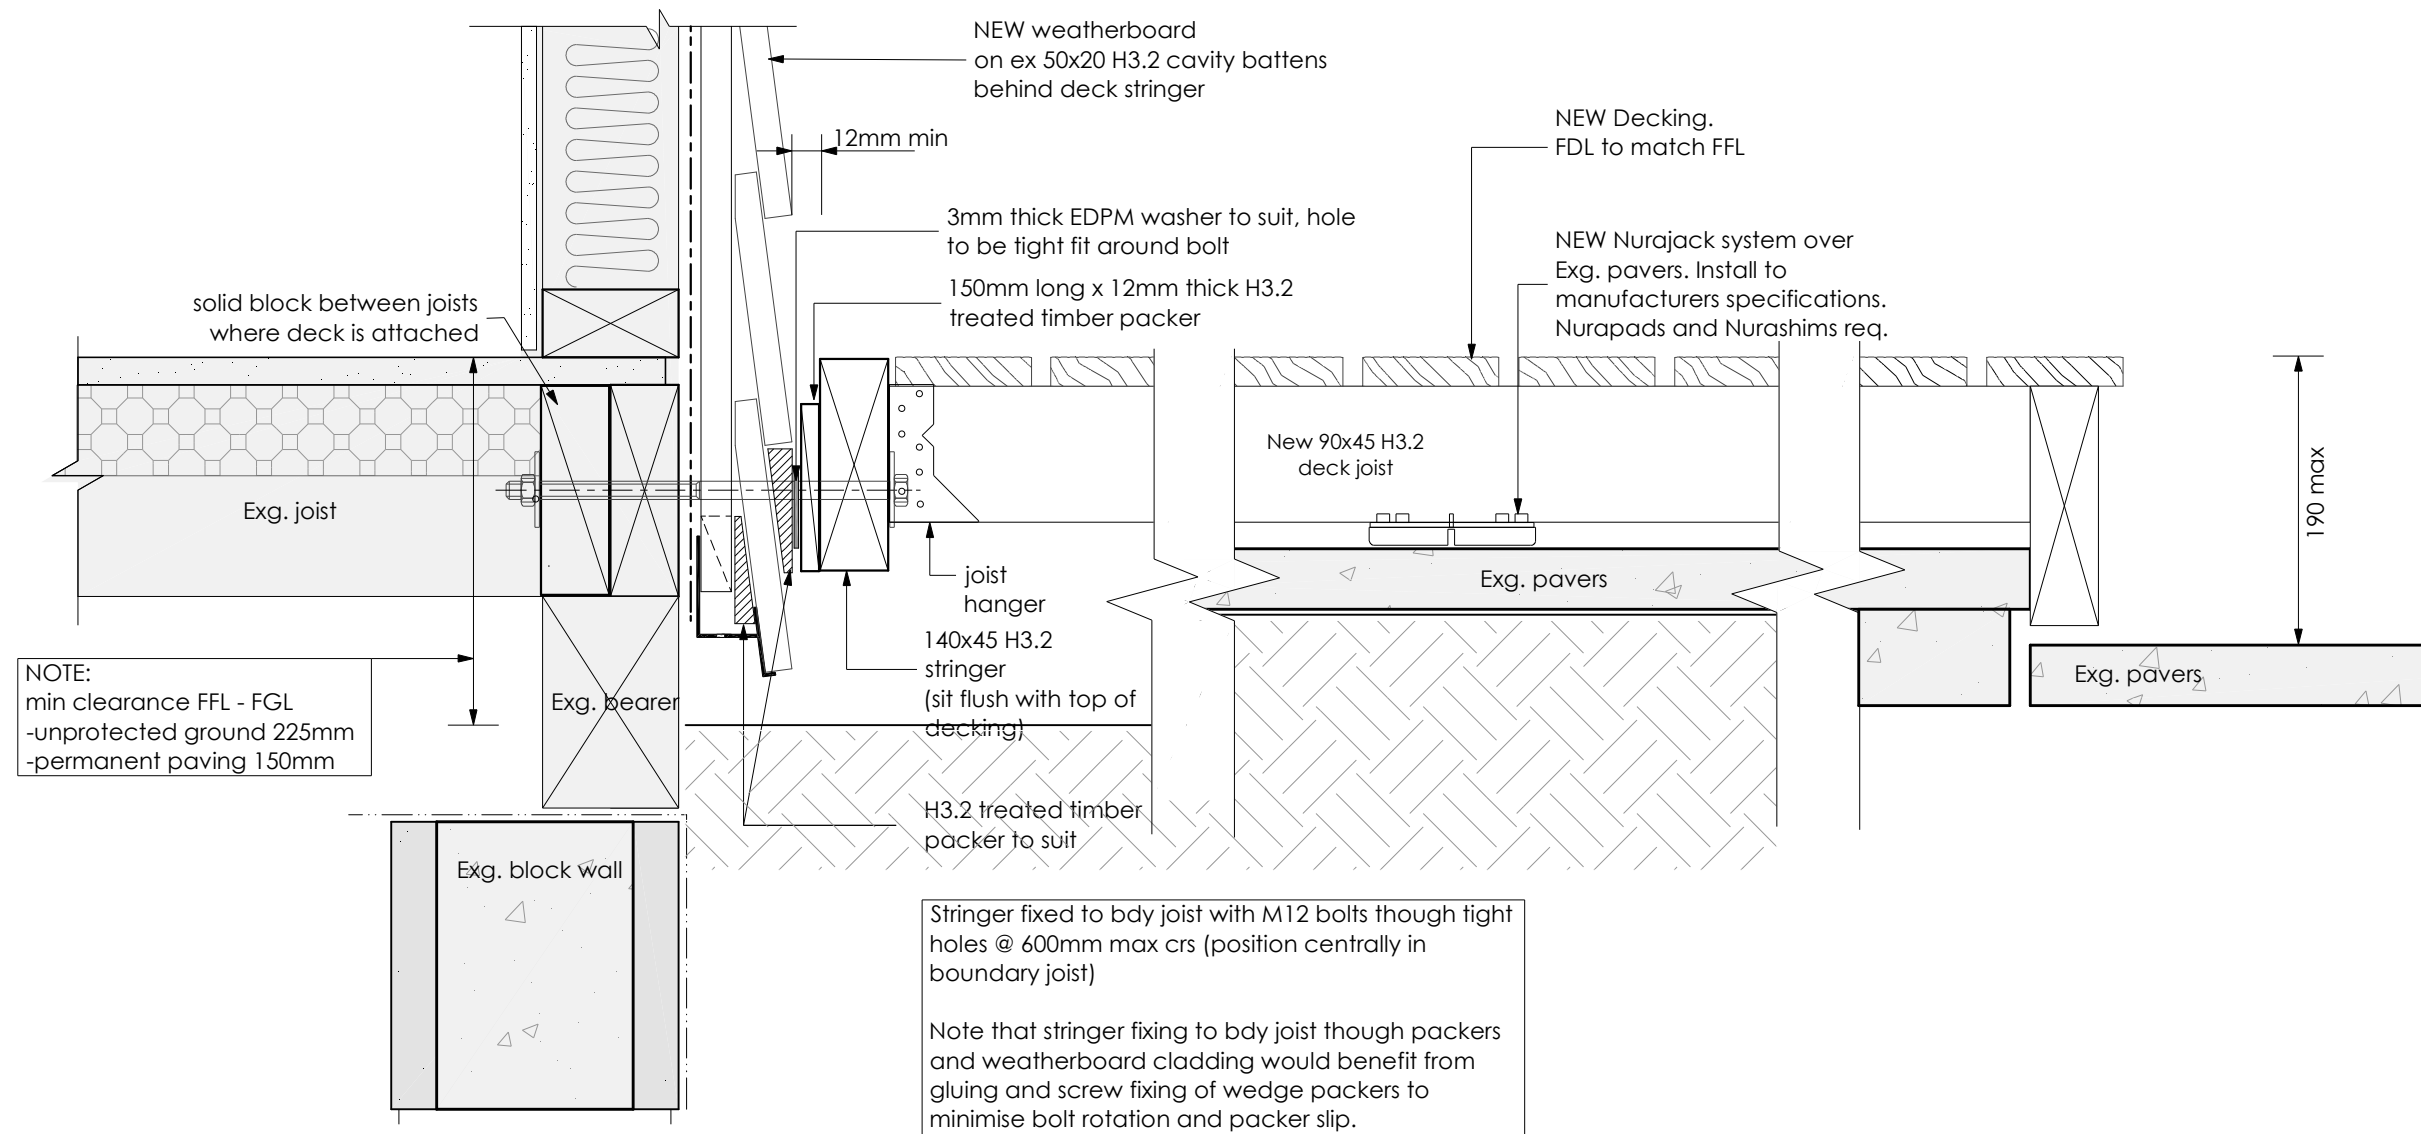 NEW weatherboard
on ex 50x20 H3.2 cavity battens
behind deck stringer
12mm min
NEW Decking.
FDL to match FFL
3mm thick EDPM washer to suit, hole
to be tight fit around bolt
150mm long x 12mm thick H3.2
treated timber packer
NEW Nurajack system over
Exg. pavers. Install to
manufacturers specifications.
Nurapads and Nurashims req.
solid block between joists
where deck is attached
New 90x45 H3.2
deck joist
190 max
Exg. joist
joist
hanger
Exg. pavers
140x45 H3.2
stringer
(sit flush with top of
decking)
Exg. pavers
NOTE:
min clearance FFL - FGL
-unprotected ground 225mm
-permanent paving 150mm
Exg. bearer
H3.2 treated timber
packer to suit
Exg. block wall
Stringer fixed to bdy joist with M12 bolts though tight
holes @ 600mm max crs (position centrally in
boundary joist)
Note that stringer fixing to bdy joist though packers
and weatherboard cladding would benefit from
gluing and screw fixing of wedge packers to
minimise bolt rotation and packer slip.